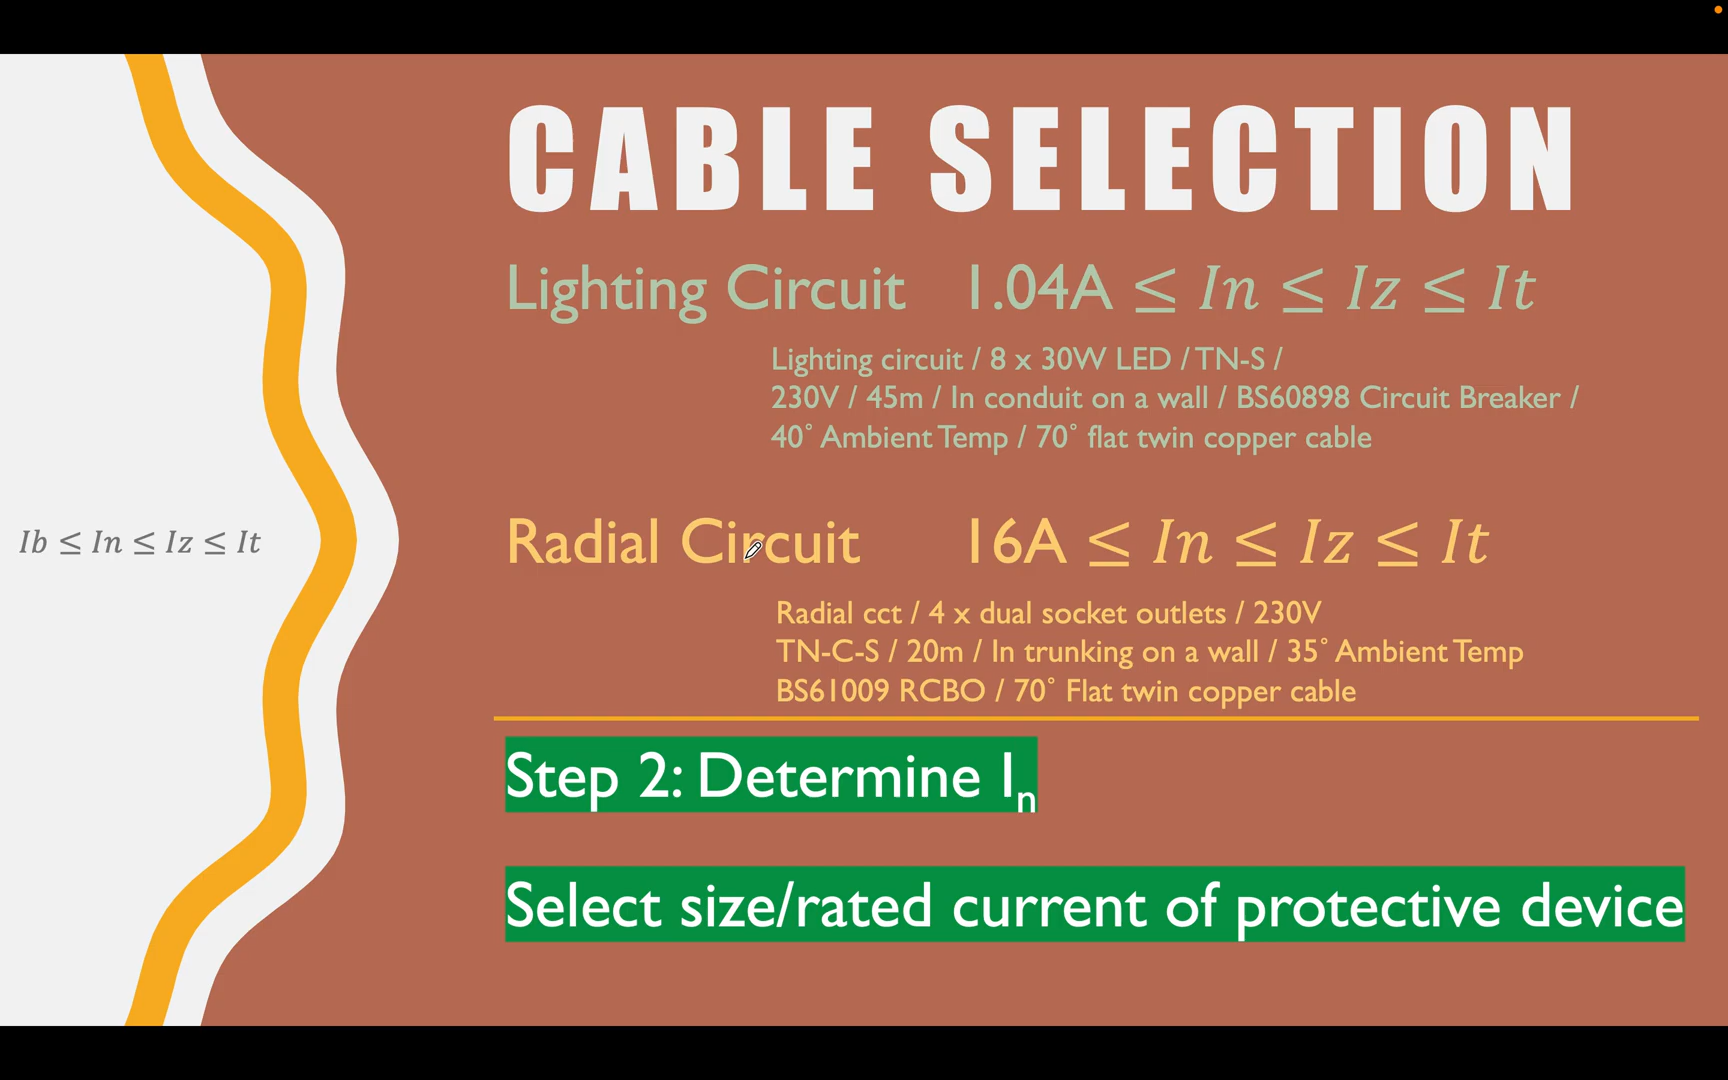 CABLE SELECTION
Lighting Circuit 1.04A ≤ In ≤ Iz ≤ It
Lighting circuit / 8 x 30W LED / TN-S /
230V / 45m / In conduit on a wall / BS60898 Circuit Breaker /
40° Ambient Temp / 70° flat twin copper cable
Ib ≤ In ≤ Iz ≤ It
Radial Circuit 16A ≤ In ≤ Iz ≤ It
Radial cct / 4 x dual socket outlets / 230V
TN-C-S / 20m / In trunking on a wall / 35° Ambient Temp
BS61009 RCBO / 70° Flat twin copper cable
Step 2: Determine Iₙ
Select size/rated current of protective device